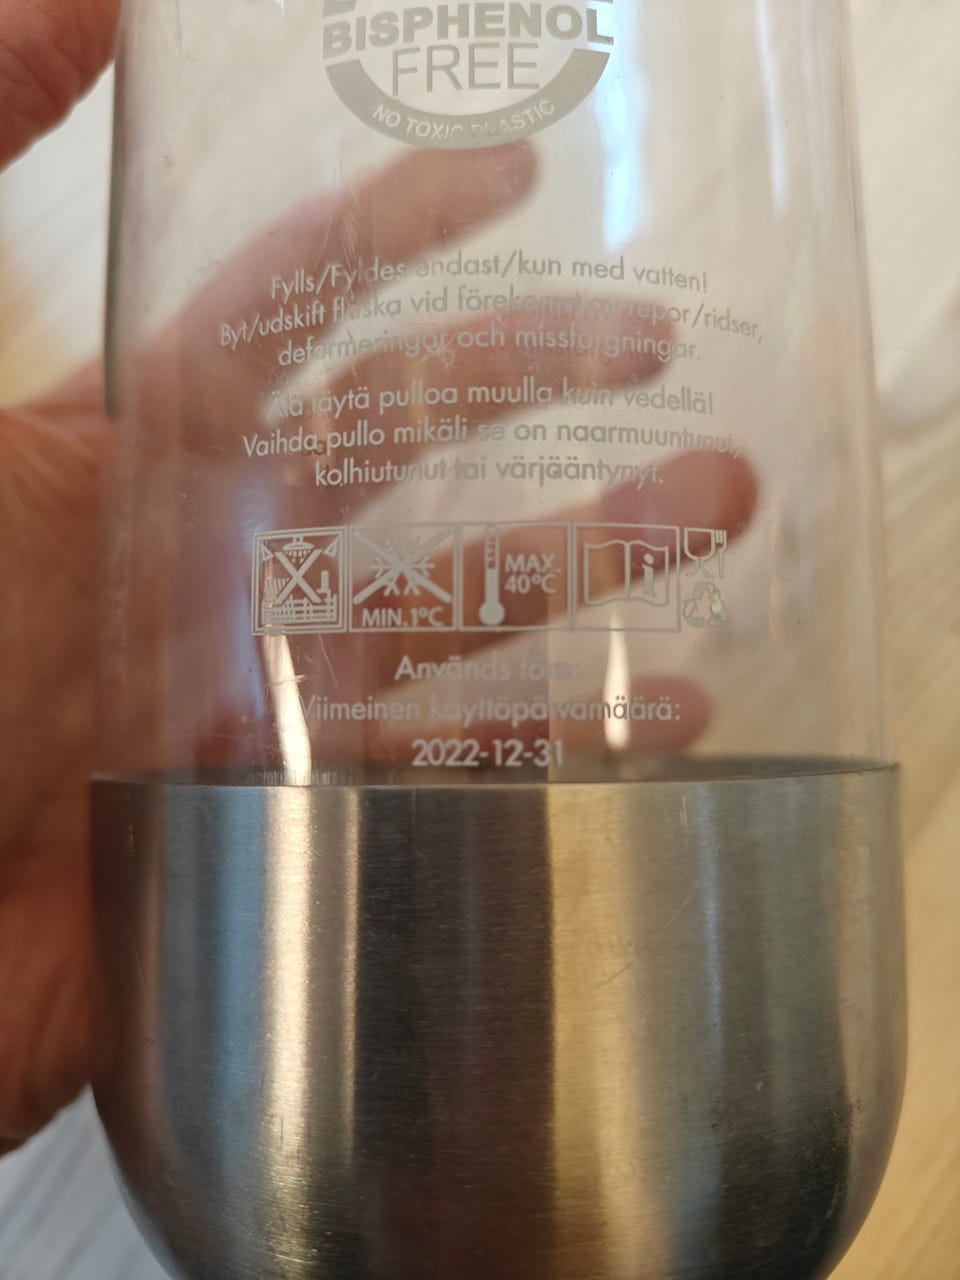 BISPHENOL
FREE
NO TOXIC PLASTIC
Fylls/Fyldes endast/kun med vatten!
Byt/udskift flaska vid förekomst av repor/ridser,
deformeringar och missfärgningar.
Älä täytä pulloa muulla kuin vedellä!
Vaihda pullo mikäli se on naarmuuntunut,
kolhiutunut tai värjääntynyt.
MIN.1°C
MAX.
40°C
i
Används före:
Viimeinen käyttöpäivämäärä:
2022-12-31